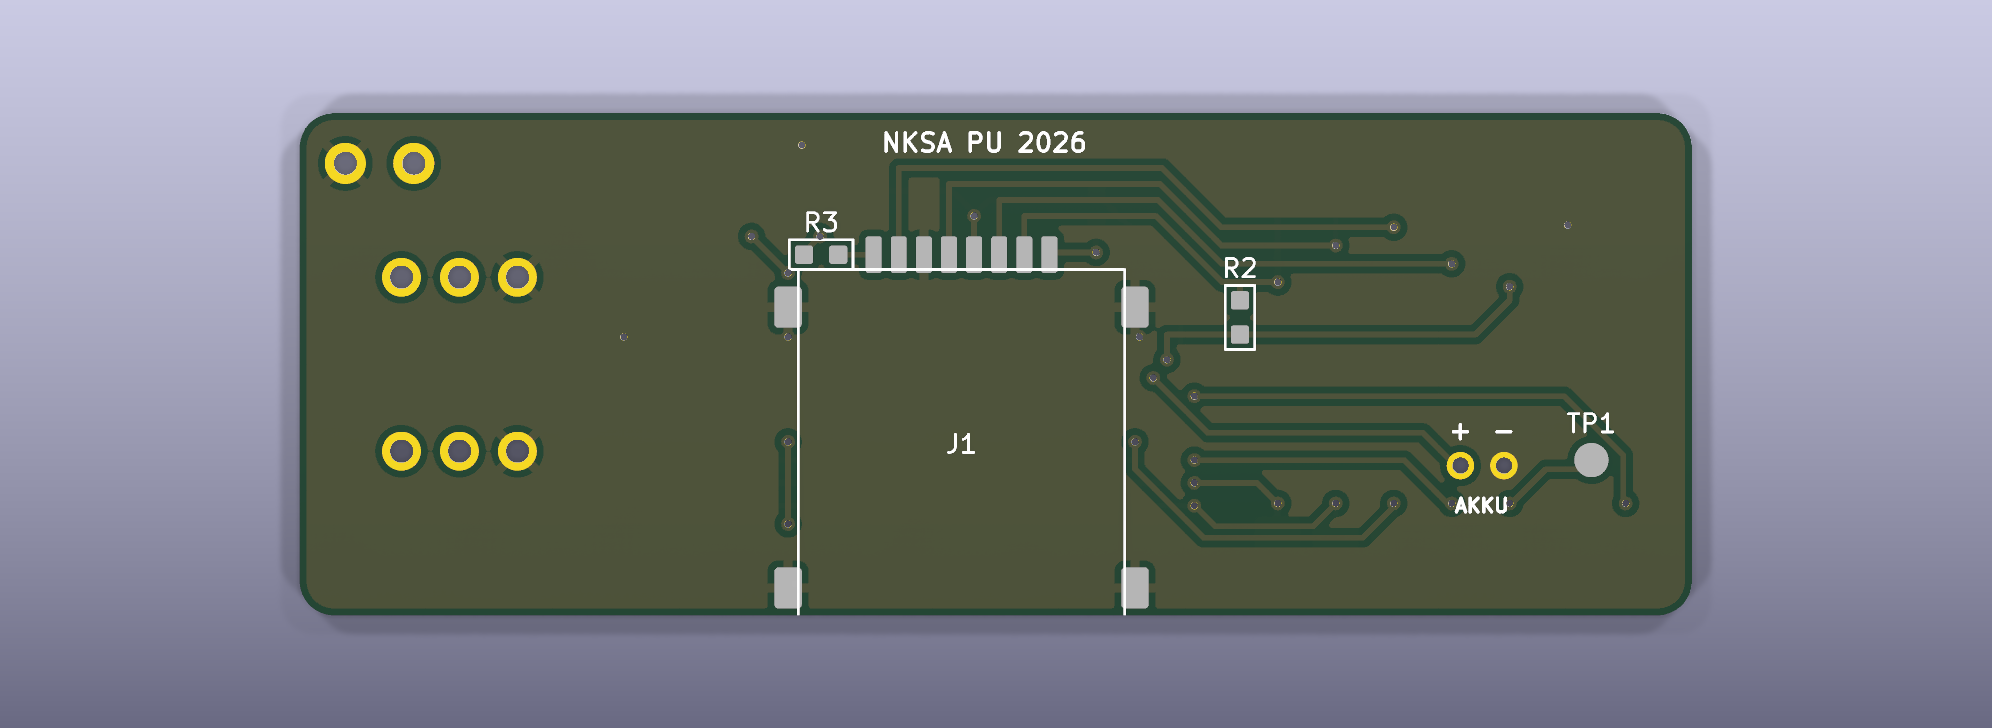 NKSA PU 2026
R3
R2
J1
TP1
+ −
AKKU